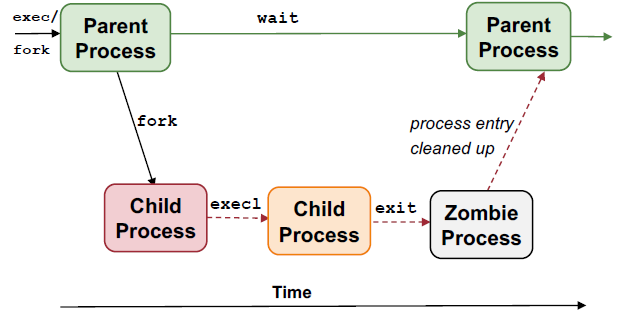 exec/
fork
Parent
Process
wait
Parent
Process
fork
process entry
cleaned up
Child
Process
execl
Child
Process
exit
Zombie
Process
Time